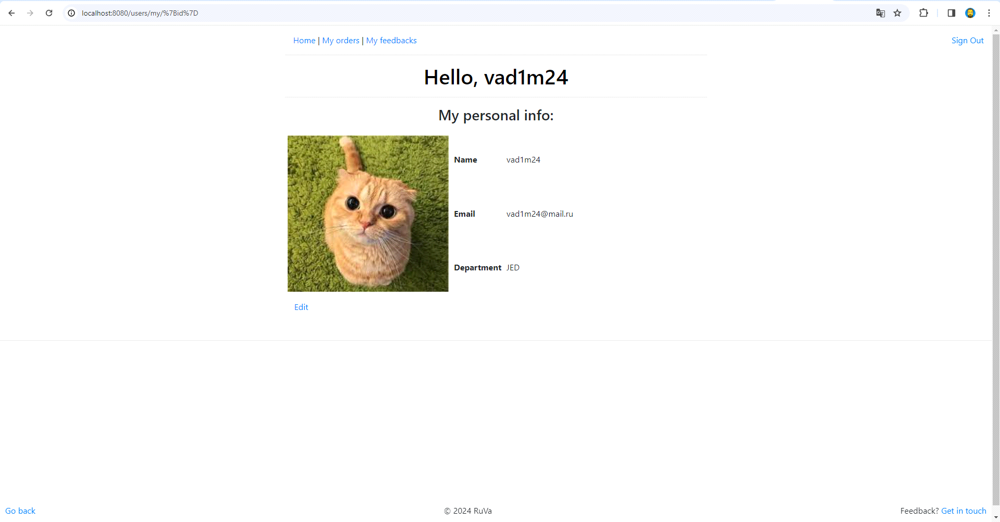 localhost:8080/users/my/%7Bid%7D
Home | My orders | My feedbacks
Sign Out
Hello, vad1m24
My personal info:
Name vad1m24
Email vad1m24@mail.ru
Department JED
Edit
Go back
© 2024 RuVa
Feedback? Get in touch